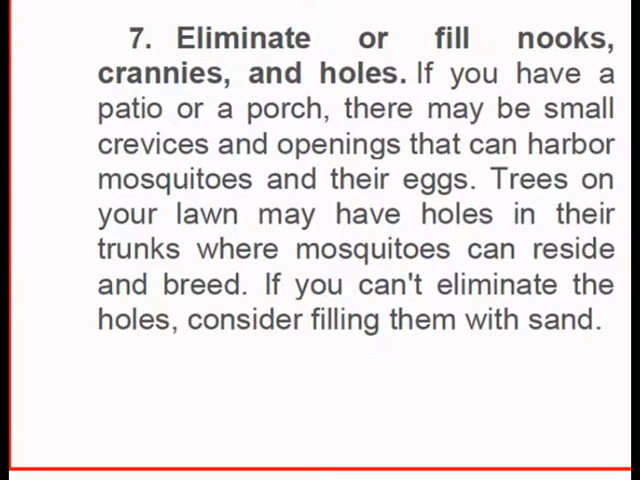 7. Eliminate or fill nooks,
crannies, and holes. If you have a
patio or a porch, there may be small
crevices and openings that can harbor
mosquitoes and their eggs. Trees on
your lawn may have holes in their
trunks where mosquitoes can reside
and breed. If you can't eliminate the
holes, consider filling them with sand.